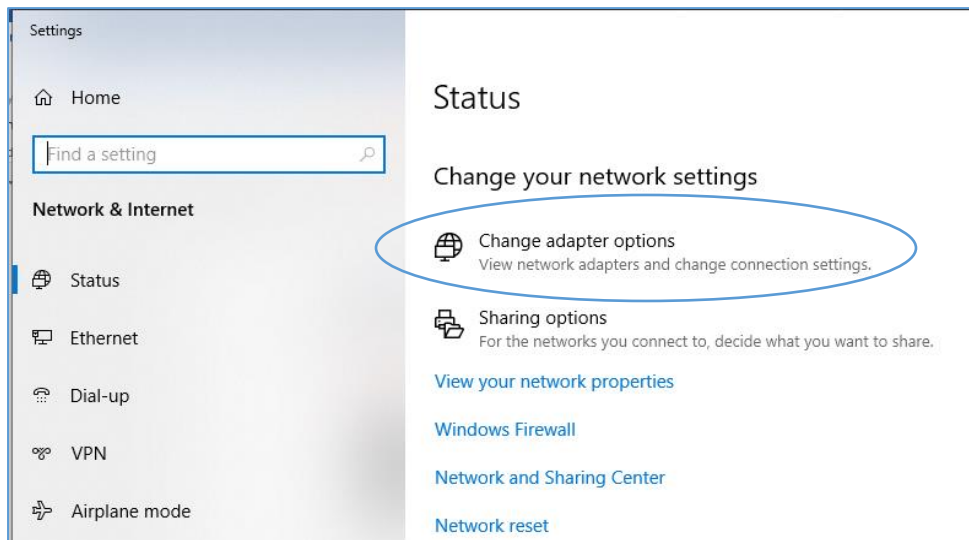 Settings
Home
Find a setting
Network & Internet
Status
Ethernet
Dial-up
VPN
Airplane mode
Status
Change your network settings
Change adapter options
View network adapters and change connection settings.
Sharing options
For the networks you connect to, decide what you want to share.
View your network properties
Windows Firewall
Network and Sharing Center
Network reset